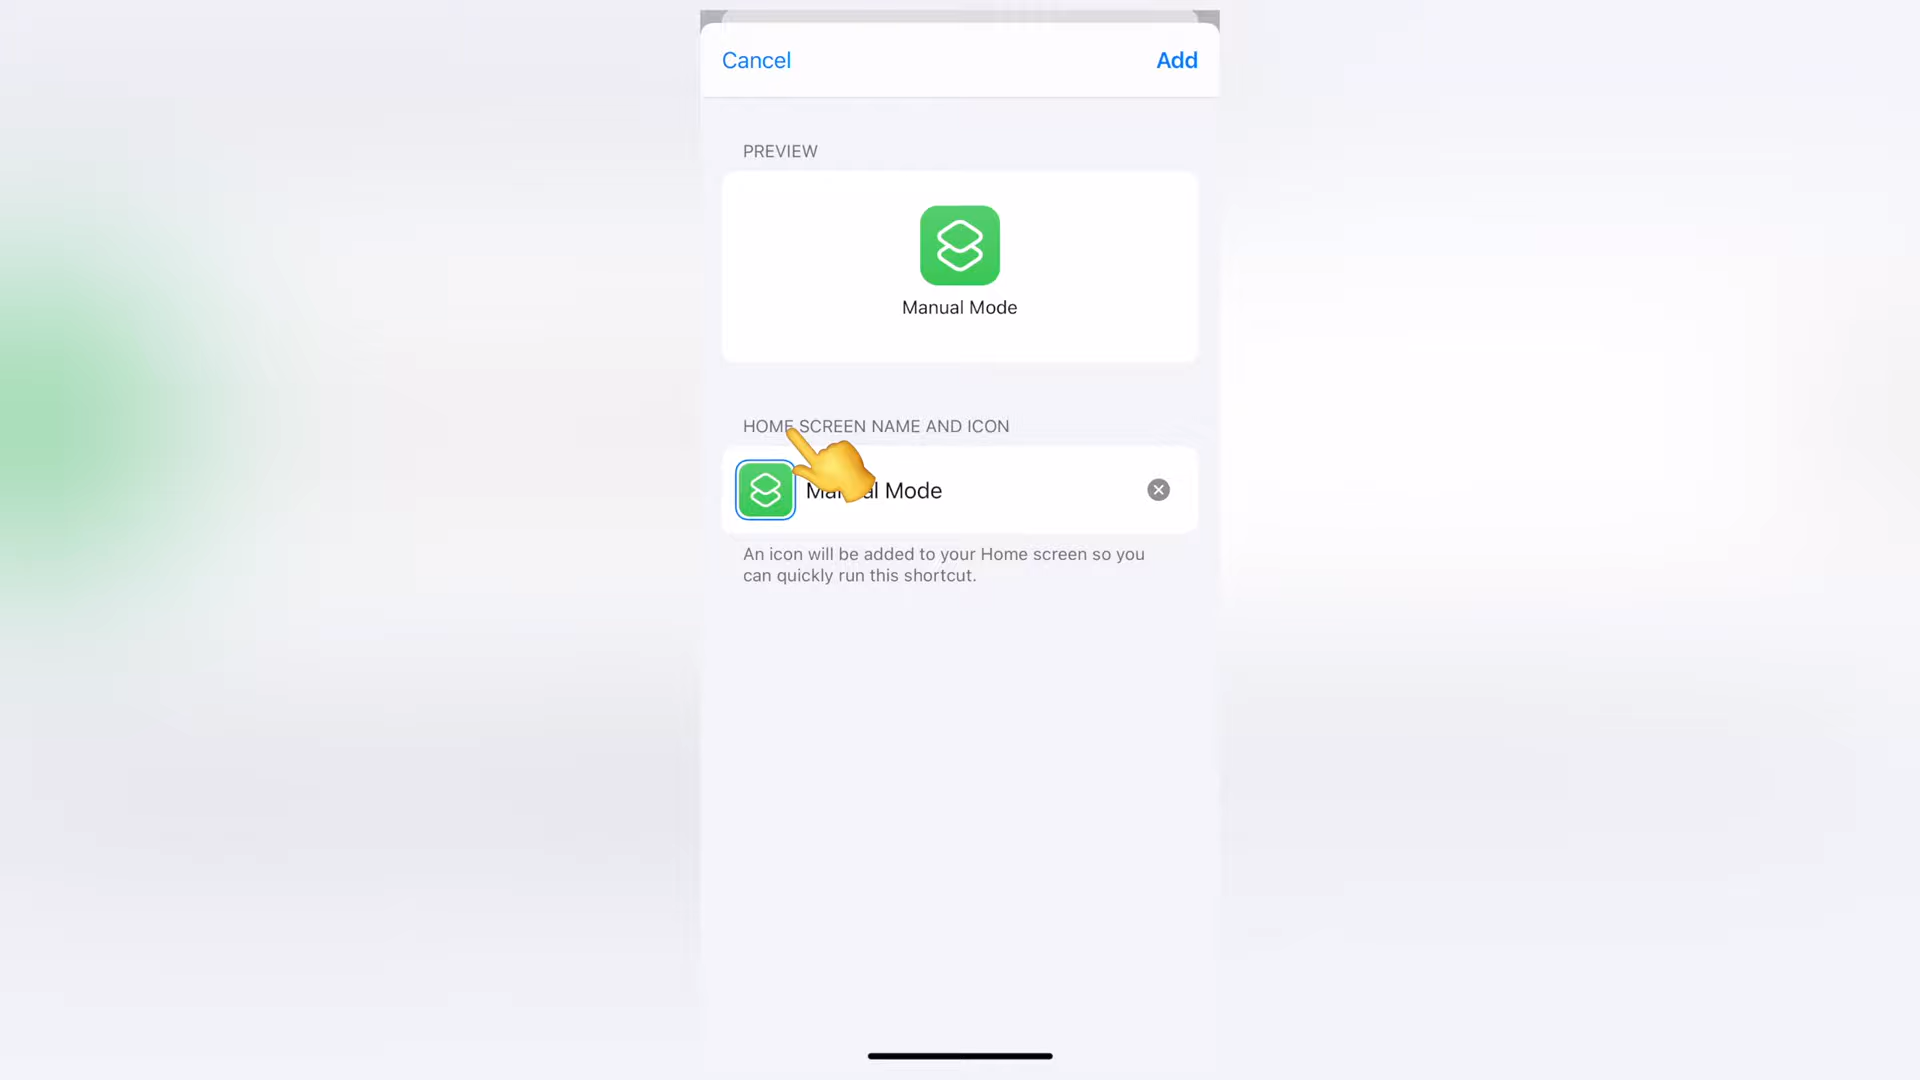 Cancel
Add
PREVIEW
Manual Mode
HOME SCREEN NAME AND ICON
Manual Mode
An icon will be added to your Home screen so you
can quickly run this shortcut.